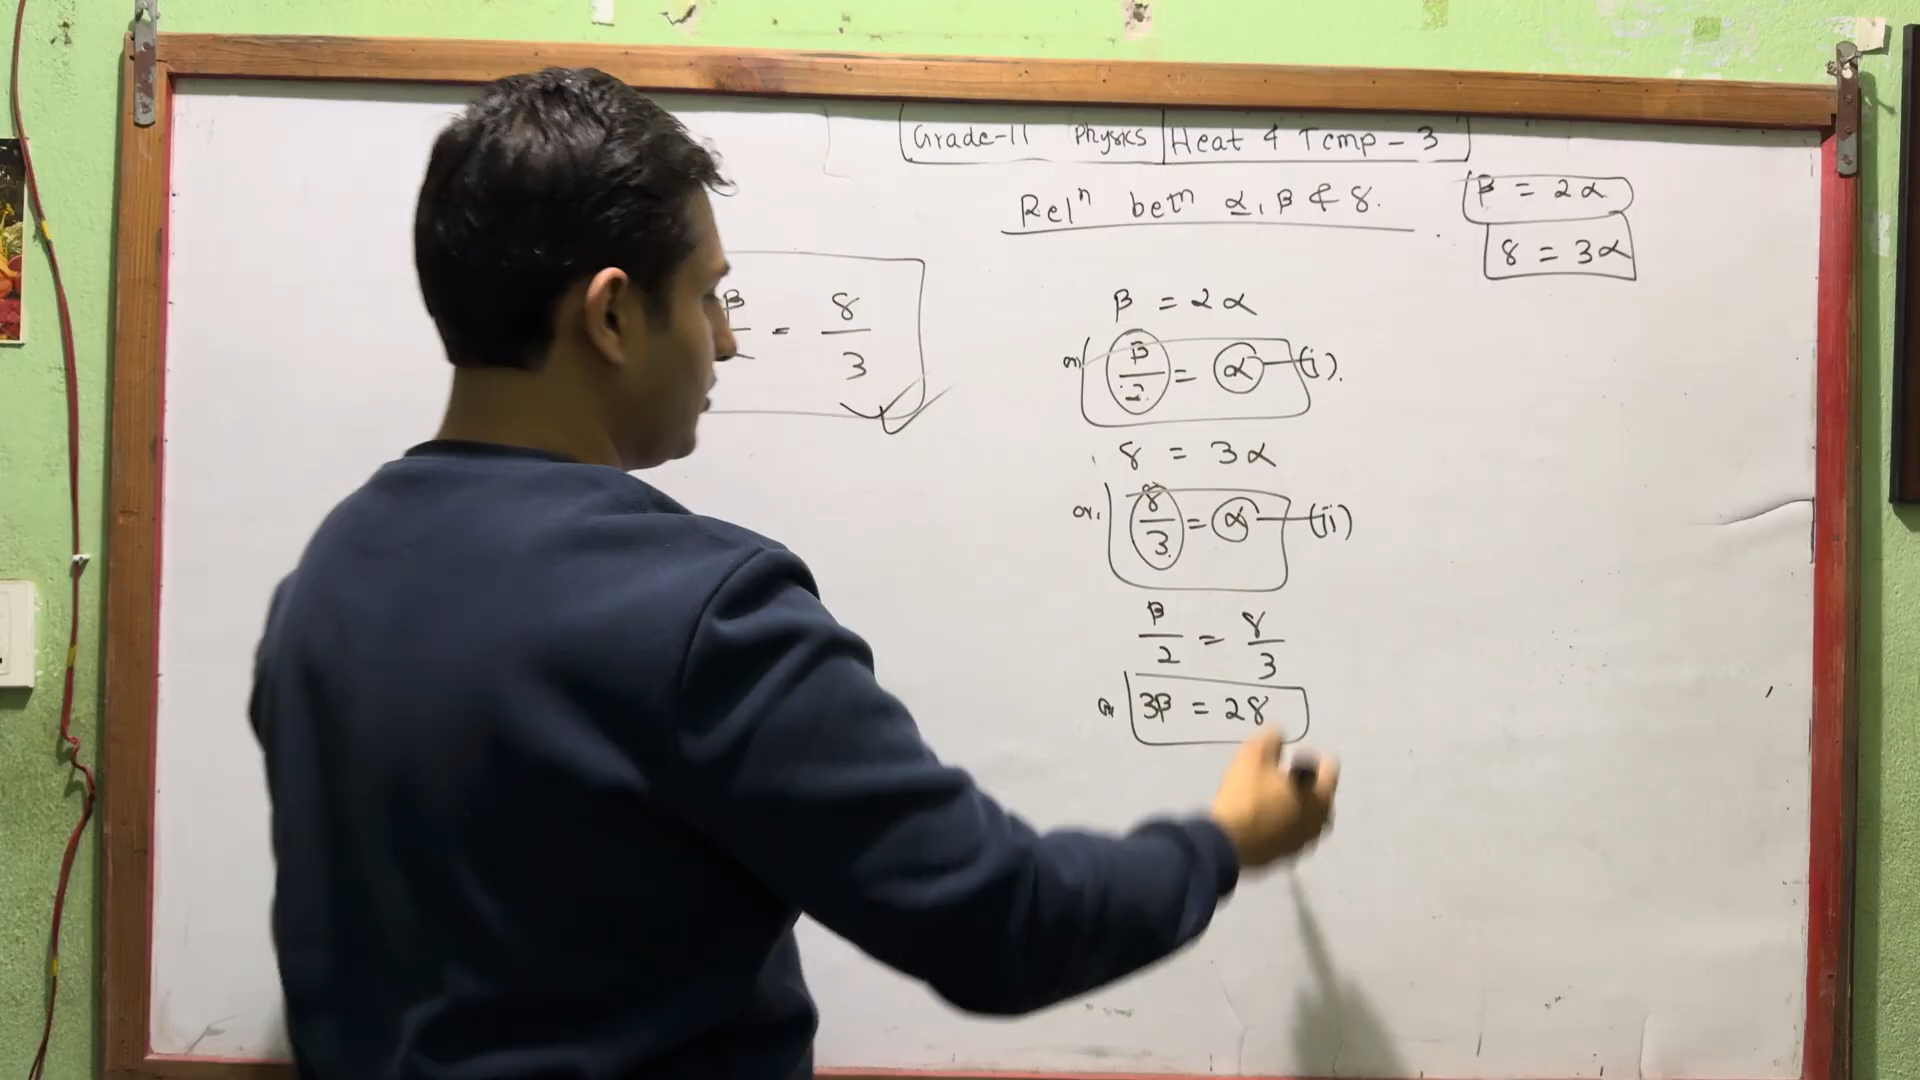 Grade-11 Physics Heat & Temp - 3
Relⁿ betⁿ α, β & γ.
β = 2α
γ = 3α
β = 2α
or, β/2 = α — (i).
γ = 3α
or, γ/3 = α — (ii)
β/2 = γ/3
or 3β = 2γ
β = γ/3